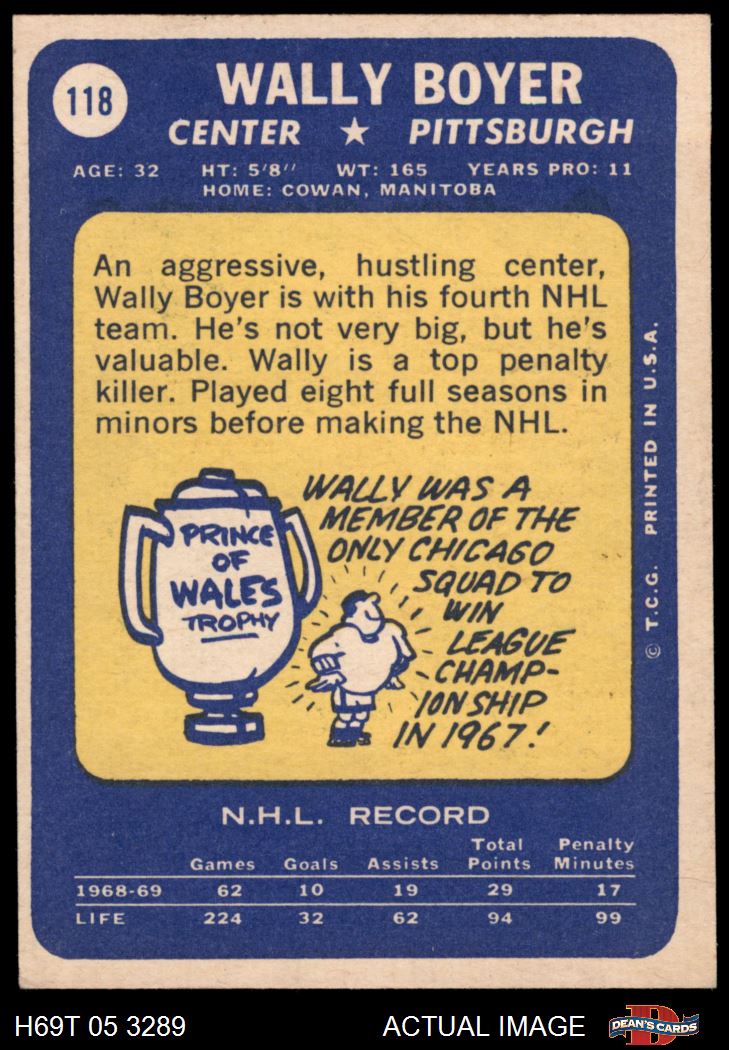 118
WALLY BOYER
CENTER ★ PITTSBURGH
AGE: 32 HT: 5'8" WT: 165 YEARS PRO: 11
HOME: COWAN, MANITOBA
An aggressive, hustling center,
Wally Boyer is with his fourth NHL
team. He's not very big, but he's
valuable. Wally is a top penalty
killer. Played eight full seasons in
minors before making the NHL.
PRINCE
OF
WALES
TROPHY
WALLY WAS A
MEMBER OF THE
ONLY CHICAGO
SQUAD TO
WIN
LEAGUE
CHAMP-
IONSHIP
IN 1967!
© T.C.G. PRINTED IN U.S.A.
N.H.L. RECORD
Games Goals Assists Total Points Penalty Minutes
1968-69 62 10 19 29 17
LIFE 224 32 62 94 99
H69T 05 3289 ACTUAL IMAGE
D
DEAN'S CARDS